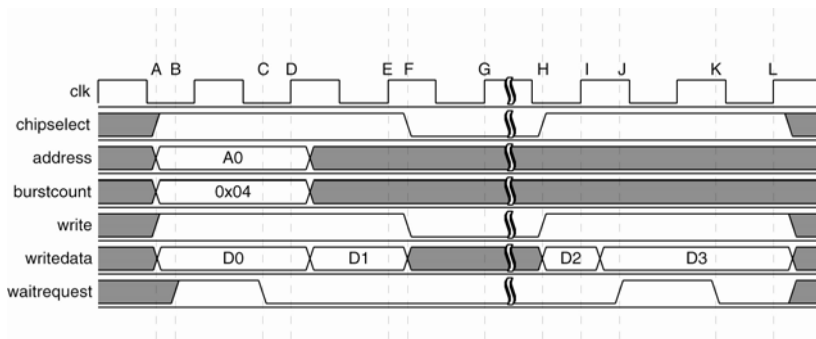 A B C D E F G H I J K L
clk
chipselect
address A0
burstcount 0x04
write
writedata D0 D1 D2 D3
waitrequest